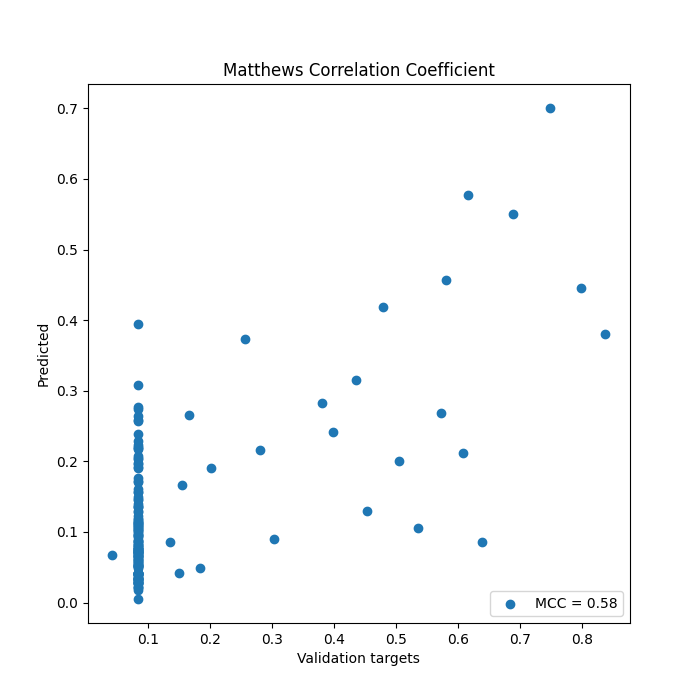 Matthews Correlation Coefficient
0.7
0.6
0.5
0.4
0.3
0.2
0.1
0.0
Predicted
MCC = 0.58
0.1 0.2 0.3 0.4 0.5 0.6 0.7 0.8
Validation targets